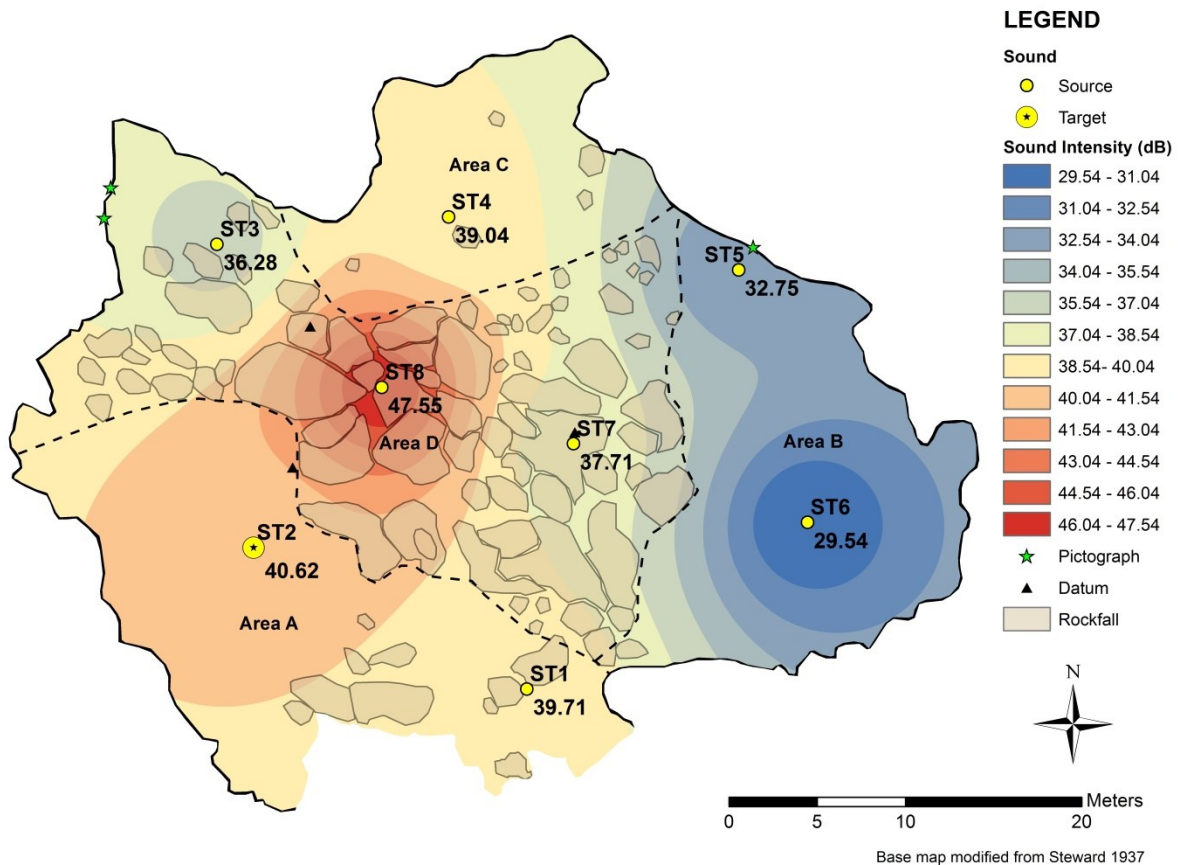 LEGEND
Sound
Source
Target
Sound Intensity (dB)
29.54 - 31.04
31.04 - 32.54
32.54 - 34.04
34.04 - 35.54
35.54 - 37.04
37.04 - 38.54
38.54- 40.04
40.04 - 41.54
41.54 - 43.04
43.04 - 44.54
44.54 - 46.04
46.04 - 47.54
Pictograph
Datum
Rockfall
Area C
ST4
39.04
ST3
36.28
ST5
32.75
ST8
47.55
Area D
ST7
37.71
Area B
ST6
29.54
ST2
40.62
Area A
ST1
39.71
N
Meters
0 5 10 20
Base map modified from Steward 1937